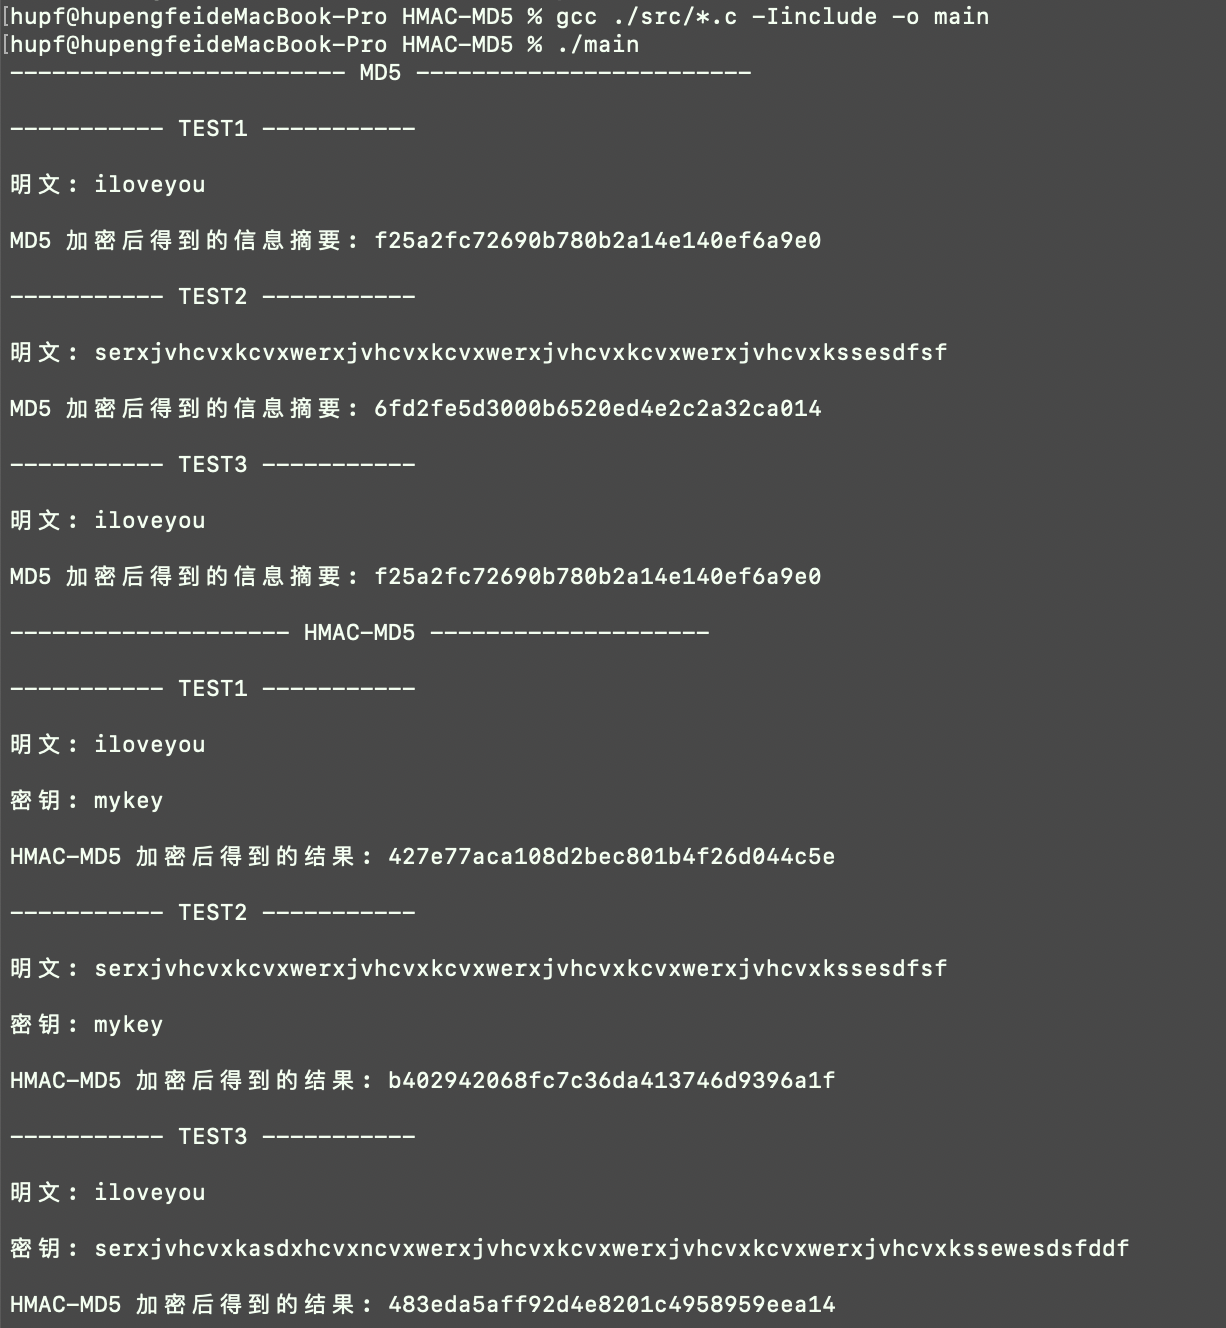 [hupf@hupengfeideMacBook-Pro HMAC-MD5 % gcc ./src/*.c -Iinclude -o main
[hupf@hupengfeideMacBook-Pro HMAC-MD5 % ./main
------------------------ MD5 ------------------------
----------- TEST1 -----------
明文: iloveyou
MD5 加密后得到的信息摘要: f25a2fc72690b780b2a14e140ef6a9e0
----------- TEST2 -----------
明文: serxjvhcvxkcvxwerxjvhcvxkcvxwerxjvhcvxkcvxwerxjvhcvxkssesdfsf
MD5 加密后得到的信息摘要: 6fd2fe5d3000b6520ed4e2c2a32ca014
----------- TEST3 -----------
明文: iloveyou
MD5 加密后得到的信息摘要: f25a2fc72690b780b2a14e140ef6a9e0
-------------------- HMAC-MD5 --------------------
----------- TEST1 -----------
明文: iloveyou
密钥: mykey
HMAC-MD5 加密后得到的结果: 427e77aca108d2bec801b4f26d044c5e
----------- TEST2 -----------
明文: serxjvhcvxkcvxwerxjvhcvxkcvxwerxjvhcvxkcvxwerxjvhcvxkssesdfsf
密钥: mykey
HMAC-MD5 加密后得到的结果: b402942068fc7c36da413746d9396a1f
----------- TEST3 -----------
明文: iloveyou
密钥: serxjvhcvxkasdxhcvxncvxwerxjvhcvxkcvxwerxjvhcvxkcvxwerxjvhcvxkssewesdsfddf
HMAC-MD5 加密后得到的结果: 483eda5aff92d4e8201c4958959eea14